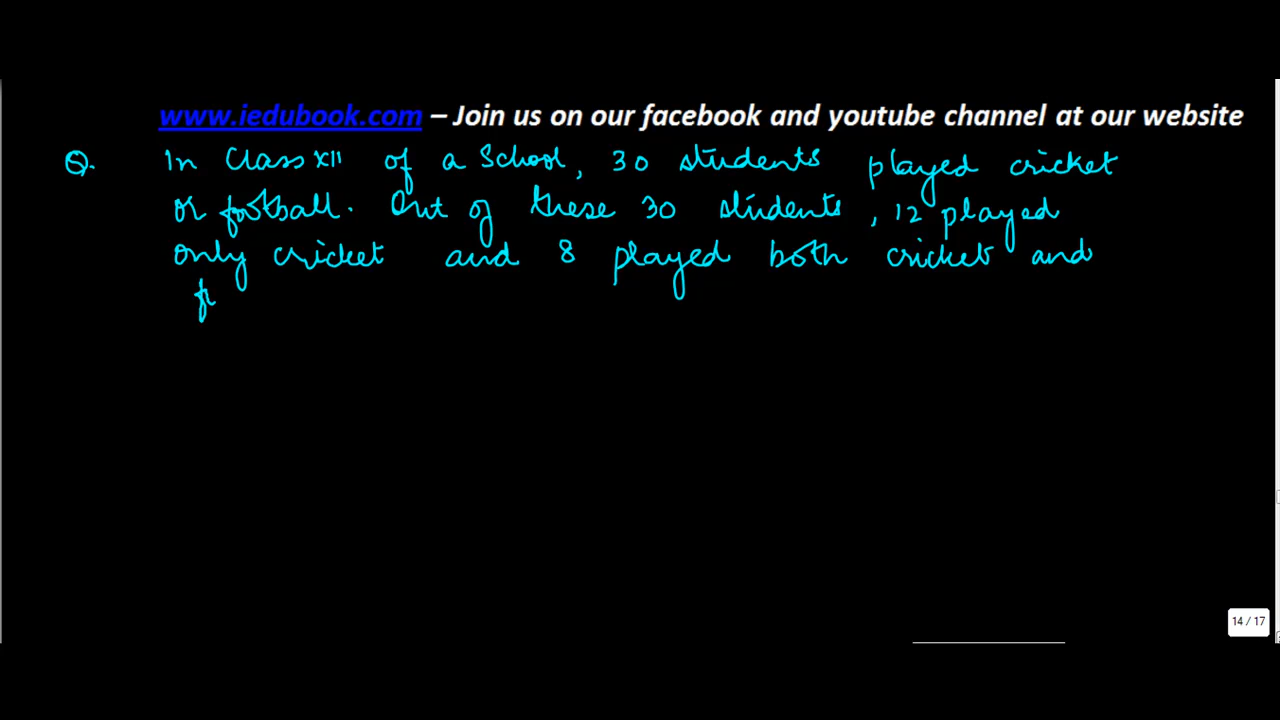 www.iedubook.com – Join us on our facebook and youtube channel at our website
Q. In Class XII of a School, 30 students played cricket
or football. Out of these 30 students, 12 played
only cricket and 8 played both cricket and
14 / 17